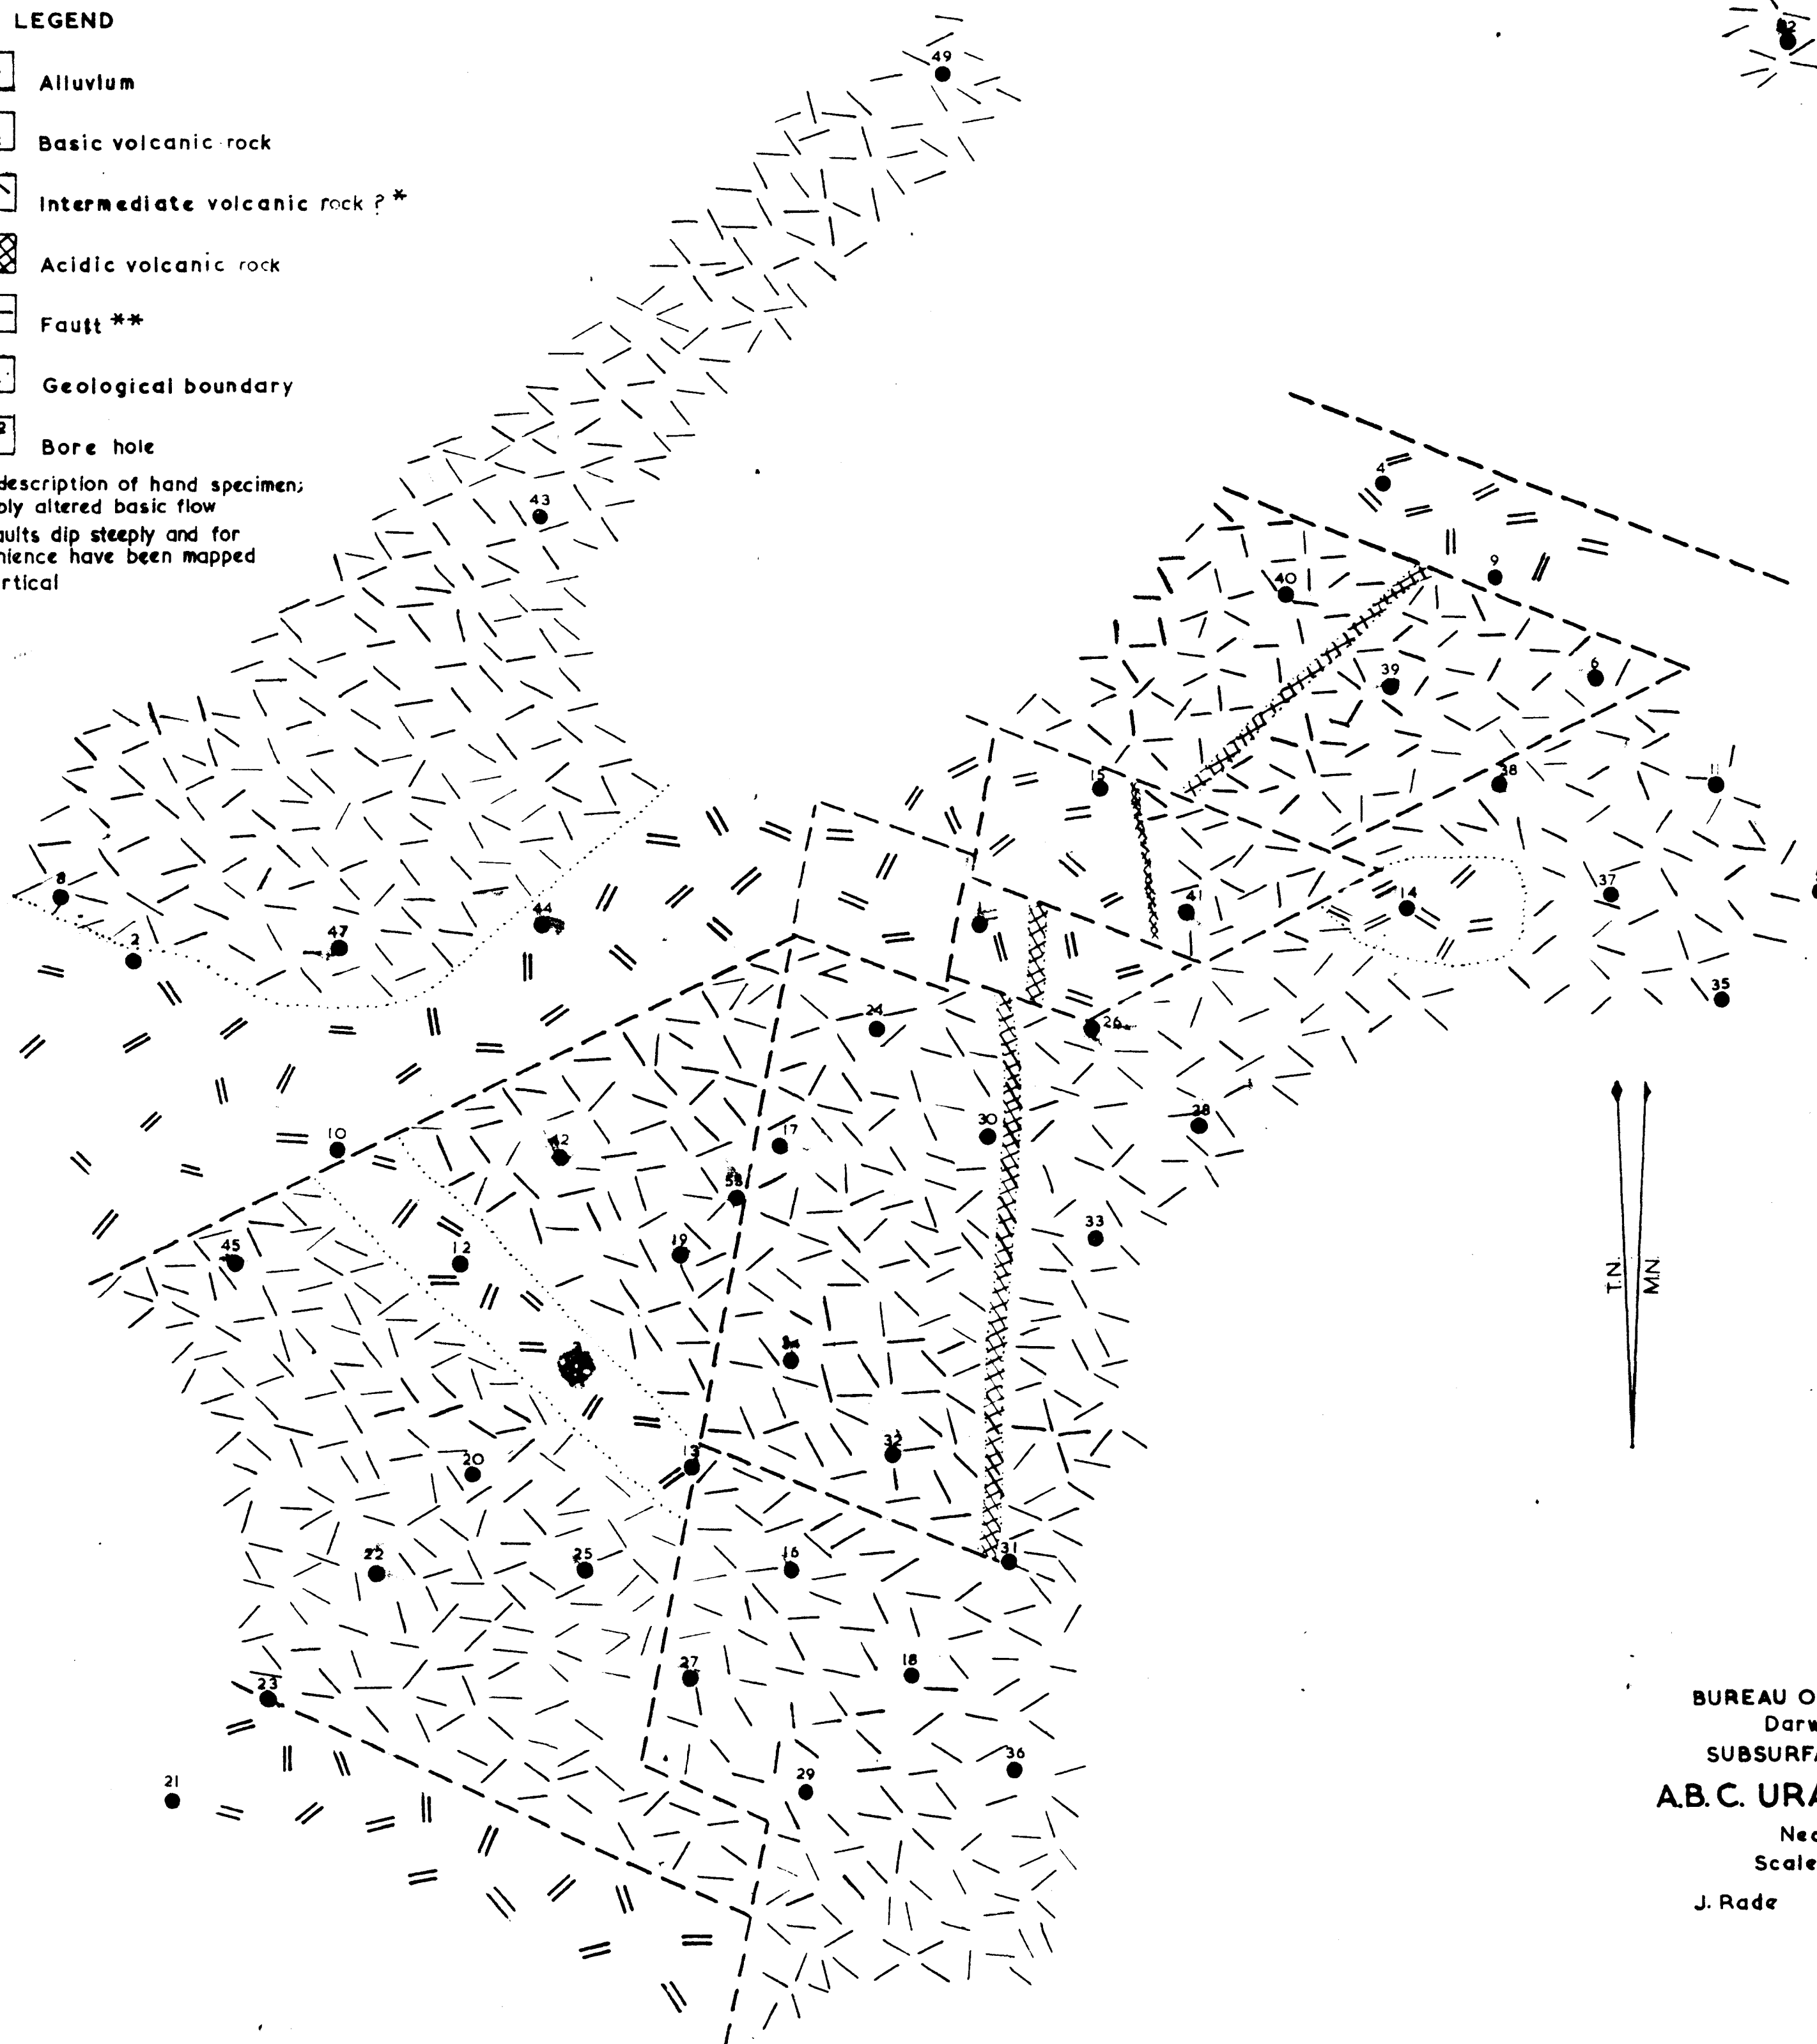 LEGEND
Alluvium
Basic volcanic rock
Intermediate volcanic rock ? *
Acidic volcanic rock
Fault **
Geological boundary
Bore hole
description of hand specimen;
bly altered basic flow
aults dip steeply and for
nience have been mapped
rtical
49
43
4
9
40
39
6
15
38
11
8
44
14
37
2
47
1
41
35
24
26
10
42
17
30
28
58
45
12
19
33
T.N.
M.N.
32
20
13
22
25
16
31
27
18
23
36
29
21
BUREAU O
Darw
SUBSURFA
A.B.C. URA
Nea
Scale
J. Rade